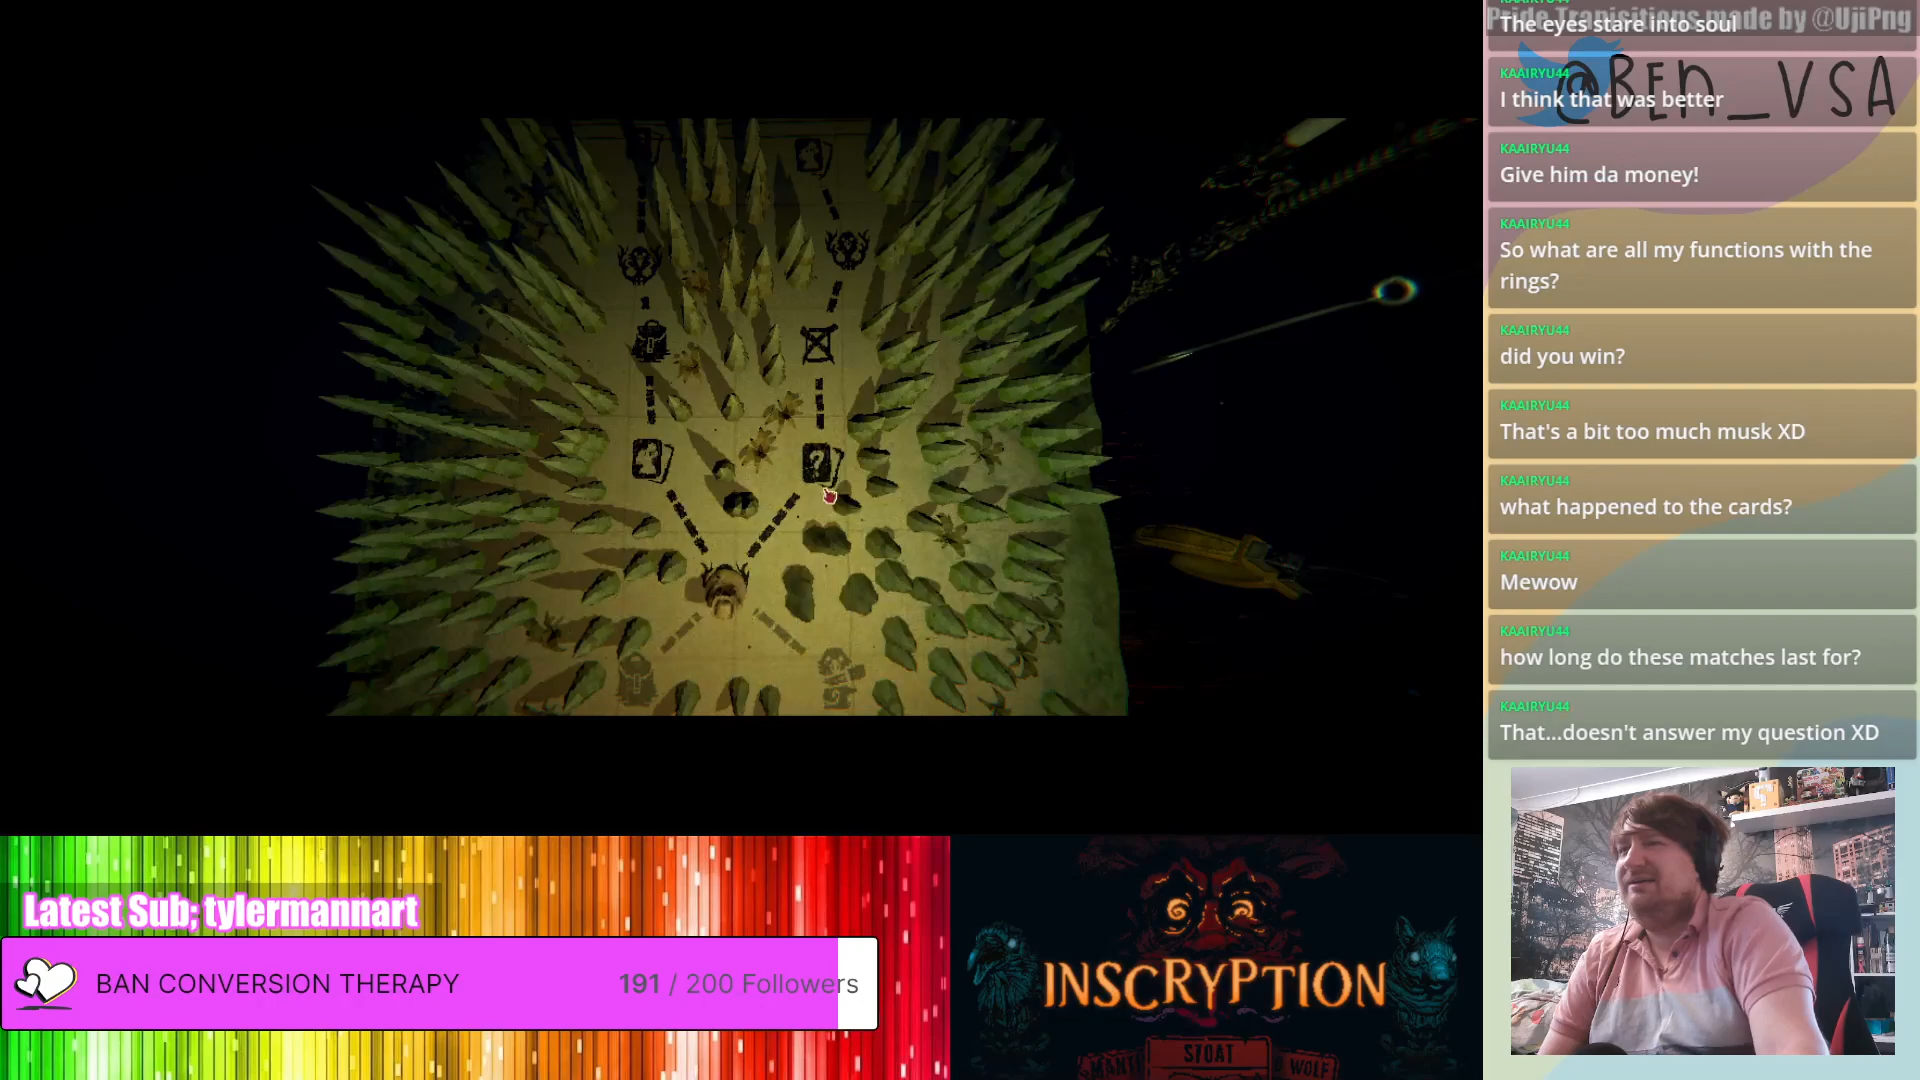 KAAIRYU44
Pride Tranisitions made by @UjiPng
The eyes stare into soul
@BEN_VSA
KAAIRYU44
I think that was better
KAAIRYU44
Give him da money!
KAAIRYU44
So what are all my functions with the
rings?
KAAIRYU44
did you win?
KAAIRYU44
That's a bit too much musk XD
KAAIRYU44
what happened to the cards?
KAAIRYU44
Mewow
KAAIRYU44
how long do these matches last for?
KAAIRYU44
That...doesn't answer my question XD
?
Latest Sub; tylermannart
BAN CONVERSION THERAPY
191 / 200 Followers
INSCRYPTION
STOAT
WOLF